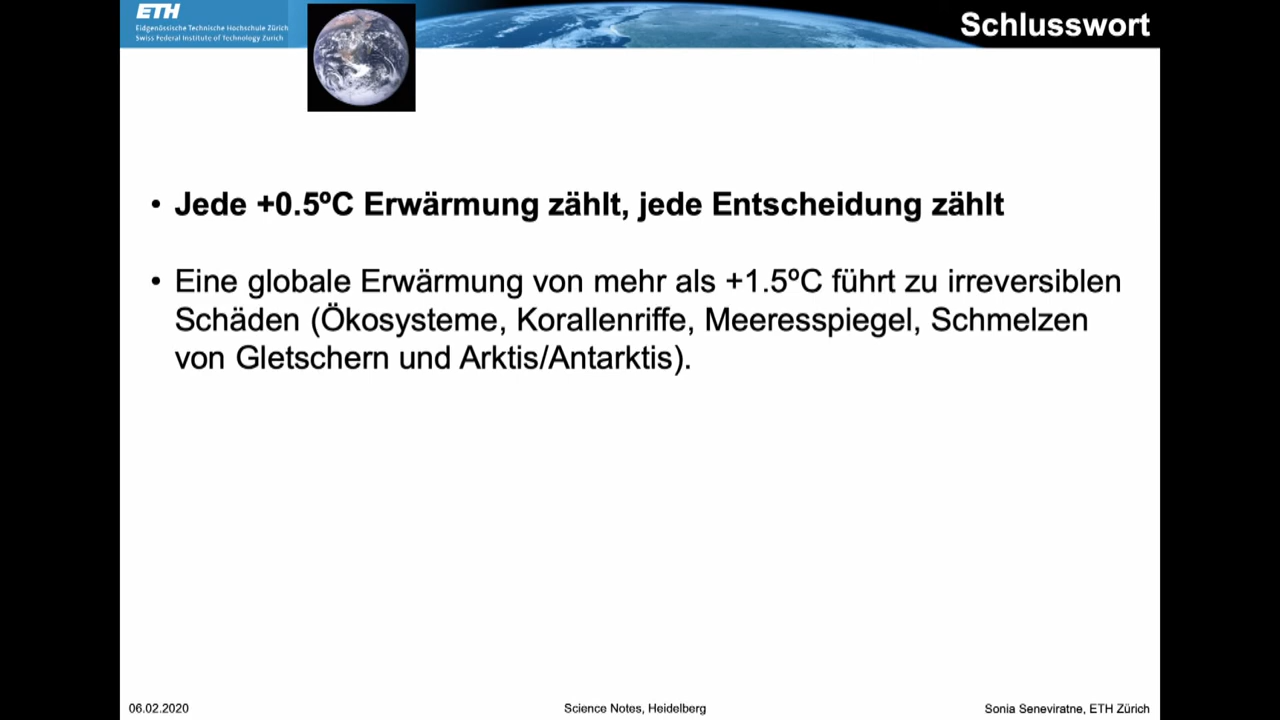 ETH
Eidgenössische Technische Hochschule Zürich
Swiss Federal Institute of Technology Zurich
Schlusswort
• Jede +0.5ºC Erwärmung zählt, jede Entscheidung zählt
• Eine globale Erwärmung von mehr als +1.5ºC führt zu irreversiblen
Schäden (Ökosysteme, Korallenriffe, Meeresspiegel, Schmelzen
von Gletschern und Arktis/Antarktis).
06.02.2020
Science Notes, Heidelberg
Sonia Seneviratne, ETH Zürich